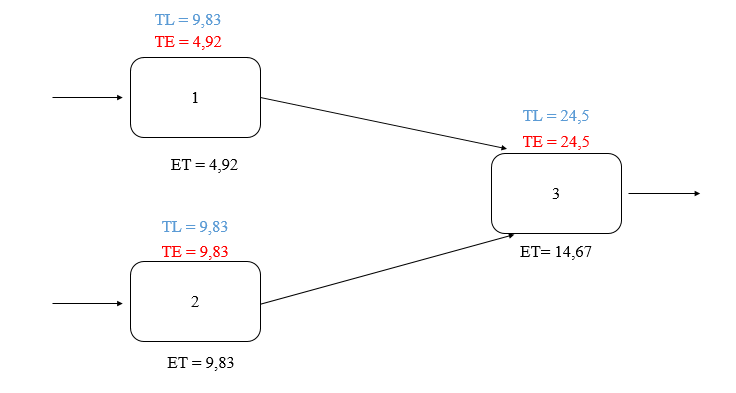 TL = 9,83
TE = 4,92
1
ET = 4,92
TL = 24,5
TE = 24,5
3
ET= 14,67
TL = 9,83
TE = 9,83
2
ET = 9,83